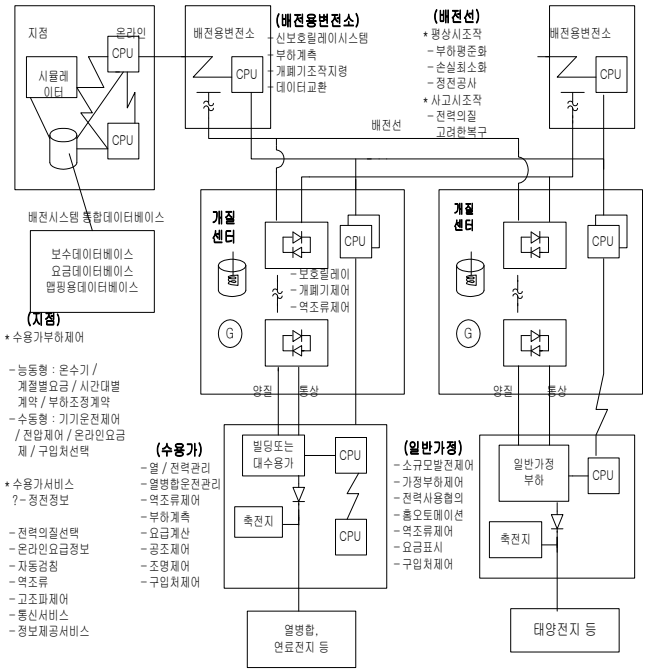 지점
온라인
CPU
시뮬레
이터
CPU
배전시스템 통합데이터베이스
보수데이터베이스
요금데이터베이스
맵핑용데이터베이스
(지점)
* 수용가부하제어
- 능동형 : 온수기 /
계절별요금 / 시간대별
계약 / 부하조정계약
- 수동형 : 기기운전제어
/ 전압제어 / 온라인요금
제 / 구입처선택
* 수용가서비스
?- 정전정보
- 전력의질선택
- 온라인요급정보
- 자동검침
- 역조류
- 고조파제어
- 통신서비스
- 정보제공서비스
배전용변전소
CPU
(배전용변전소)
- 신보호릴레이시스템
- 부하계측
- 개폐기조작지령
- 데이터교환
배전선
(배전선)
* 평상시조작
- 부하평준화
- 손실최소화
- 정전공사
* 사고시조작
- 전력의질
고려한복구
배전용변전소
CPU
개질
센터
CPU
- 보호릴레이
- 개폐기제어
- 역조류제어
G
양질
통상
개질
센터
CPU
G
양질
통상
(수용가)
- 열 / 전력관리
- 열병합운전관리
- 역조류제어
- 부하계측
- 요급계산
- 공조제어
- 조명제어
- 구입처제어
빌딩또는
대수용가
CPU
축전지
CPU
열병합,
연료전지 등
(일반가정)
- 소규모발전제어
- 가정부하제어
- 전력사용협의
- 홈오토메이션
- 역조류제어
- 요금표시
- 구입처제어
일반가정
부하
CPU
축전지
태양전지 등